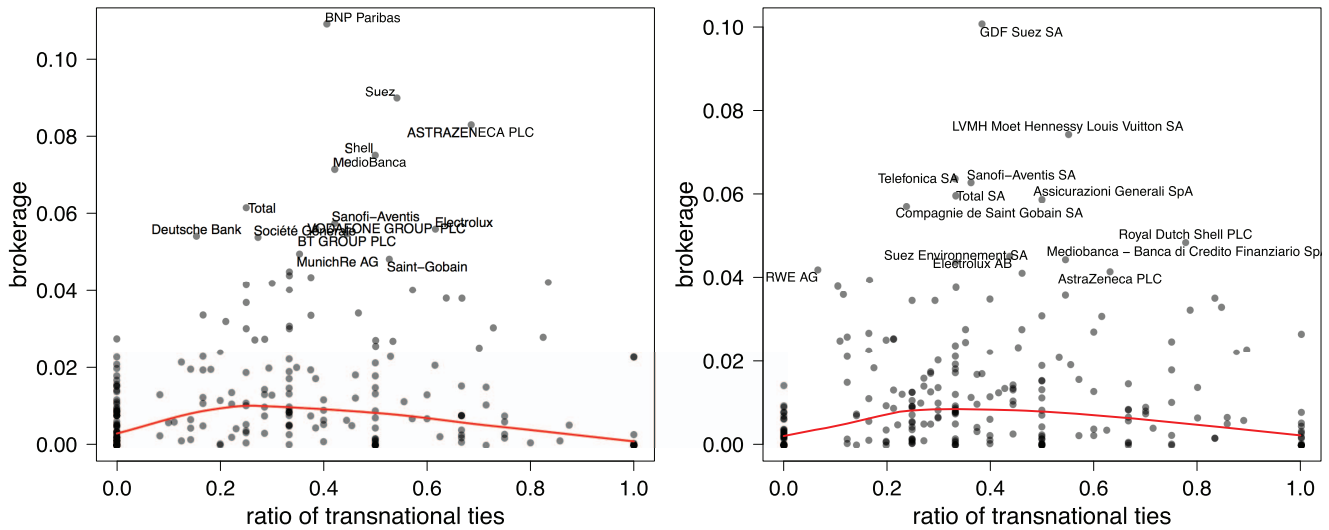 BNP Paribas
0.10
Suez
0.08
ASTRAZENECA PLC
Shell
MedioBanca
0.06
Total
Sanofi−Aventis
Electrolux
Deutsche Bank
Société Générale
VODAFONE GROUP PLC
BT GROUP PLC
MunichRe AG
Saint−Gobain
0.04
0.02
0.00
brokerage
0.0 0.2 0.4 0.6 0.8 1.0
ratio of transnational ties
0.10
GDF Suez SA
0.08
LVMH Moet Hennessy Louis Vuitton SA
Telefonica SA
Sanofi−Aventis SA
0.06
Total SA
Assicurazioni Generali SpA
Compagnie de Saint Gobain SA
Royal Dutch Shell PLC
Suez Environnement SA
Mediobanca − Banca di Credito Finanziario Sp
Electrolux AB
RWE AG
AstraZeneca PLC
0.04
0.02
0.00
brokerage
0.0 0.2 0.4 0.6 0.8 1.0
ratio of transnational ties